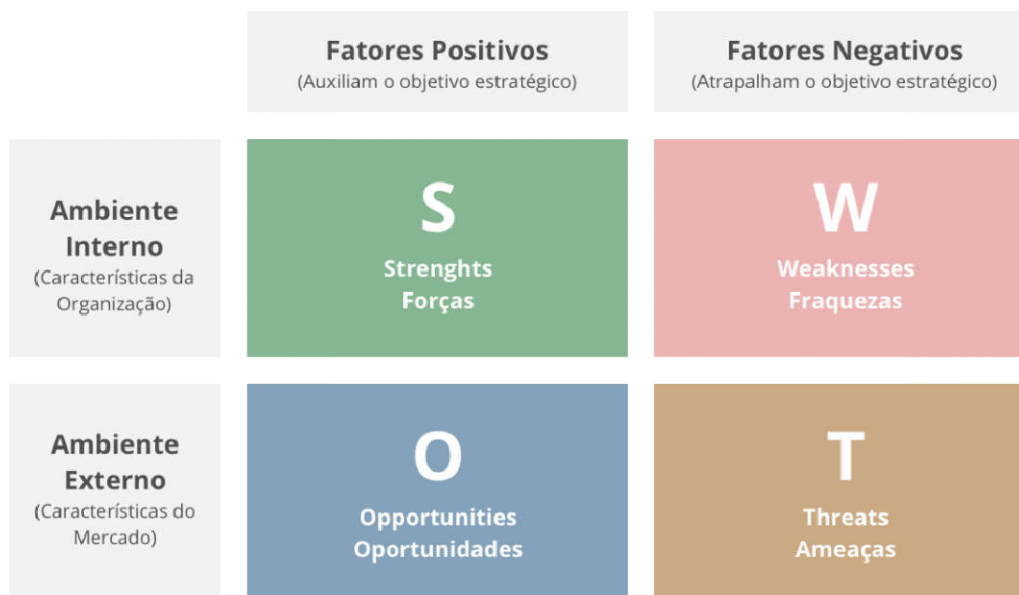 Fatores Positivos
(Auxiliam o objetivo estratégico)
Fatores Negativos
(Atrapalham o objetivo estratégico)
Ambiente
Interno
(Características da
Organização)
S
Strenghts
Forças
W
Weaknesses
Fraquezas
Ambiente
Externo
(Características do
Mercado)
O
Opportunities
Oportunidades
T
Threats
Ameaças